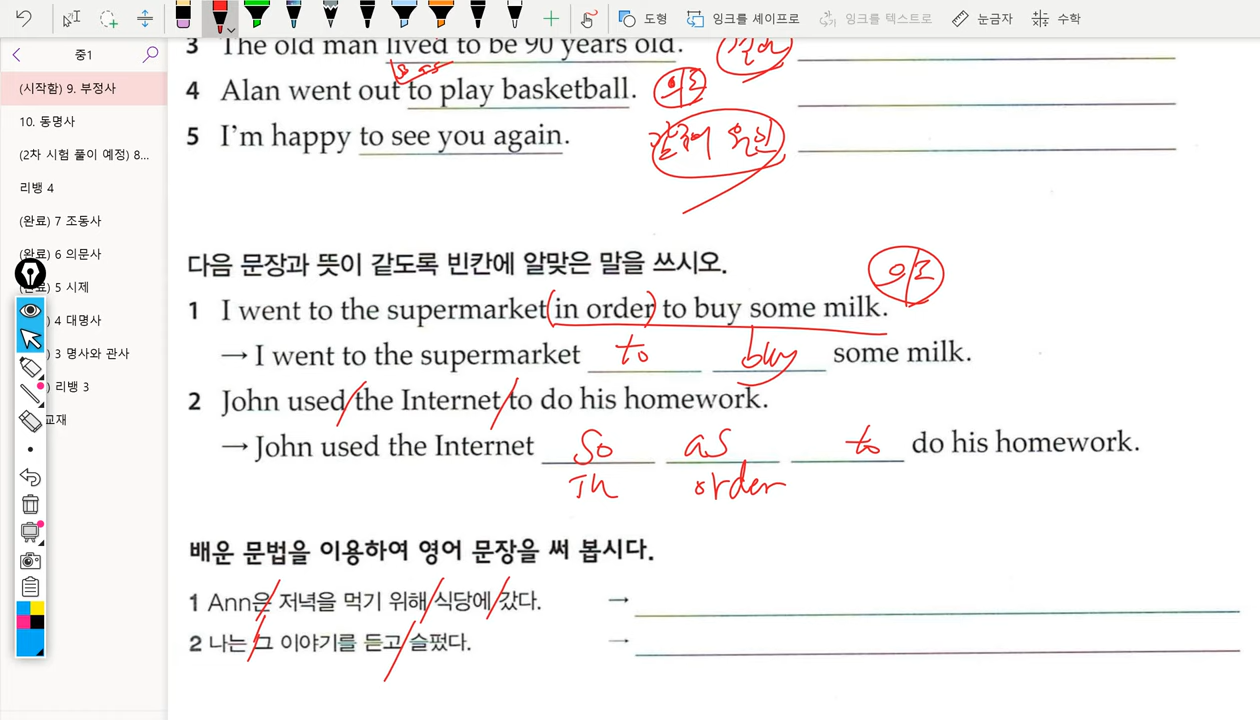 도형 잉크를 셰이프로 잉크를 텍스트로 눈금자 수학
중1
(시작함) 9. 부정사
10. 동명사
(2차 시험 풀이 예정) 8...
리뱅 4
(완료) 7 조동사
(완료) 6 의문사
5 시제
) 4 대명사
) 3 명사와 관사
) 리뱅 3
교재
3 The old man lived to be 90 years old.
4 Alan went out to play basketball. 의도
5 I'm happy to see you again. 원인
다음 문장과 뜻이 같도록 빈칸에 알맞은 말을 쓰시오.
의도
1 I went to the supermarket (in order) to buy some milk.
→ I went to the supermarket to buy some milk.
2 John used the Internet to do his homework.
→ John used the Internet so as to do his homework.
In order
배운 문법을 이용하여 영어 문장을 써 봅시다.
1 Ann은 저녁을 먹기 위해 식당에 갔다. →
2 나는 그 이야기를 듣고 슬펐다. →